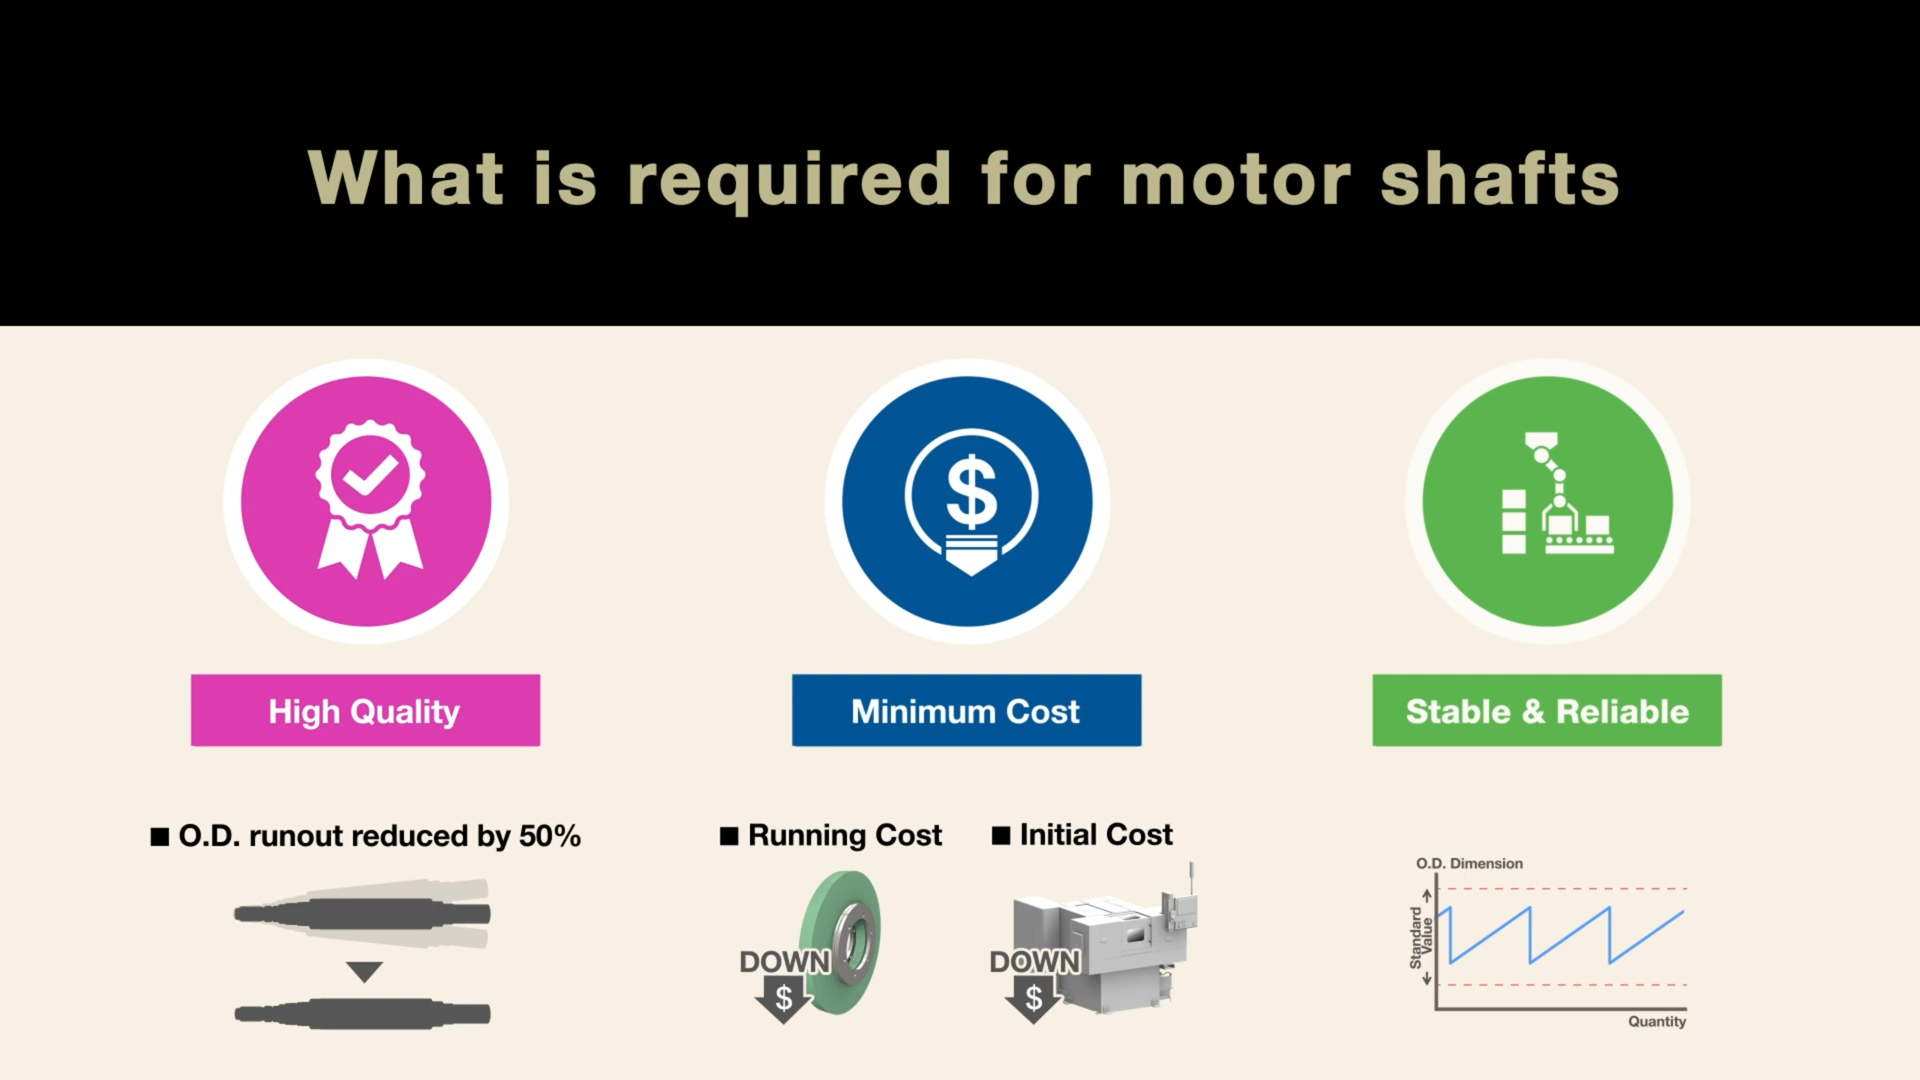 What is required for motor shafts
High Quality
Minimum Cost
Stable & Reliable
■ O.D. runout reduced by 50%
■ Running Cost
■ Initial Cost
DOWN
$
DOWN
$
O.D. Dimension
Standard
Value
Quantity
$